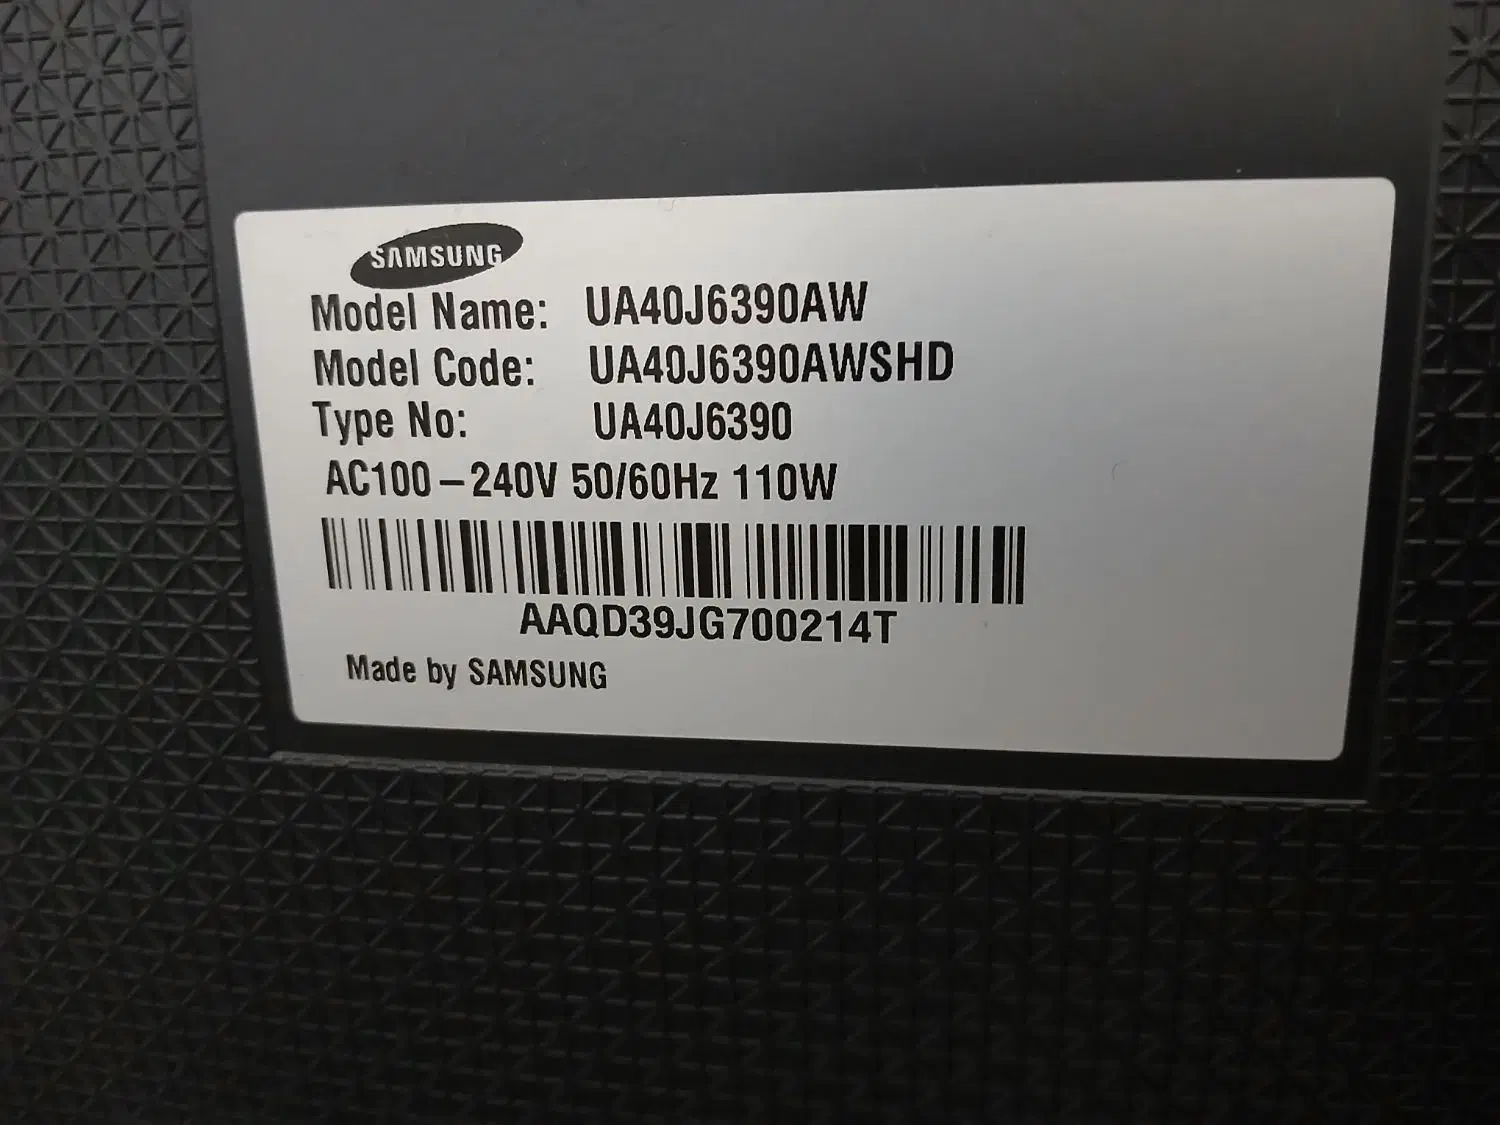 SAMSUNG
Model Name: UA40J6390AW
Model Code: UA40J6390AWSHD
Type No: UA40J6390
AC100-240V 50/60Hz 110W
AAQD39JG700214T
Made by SAMSUNG